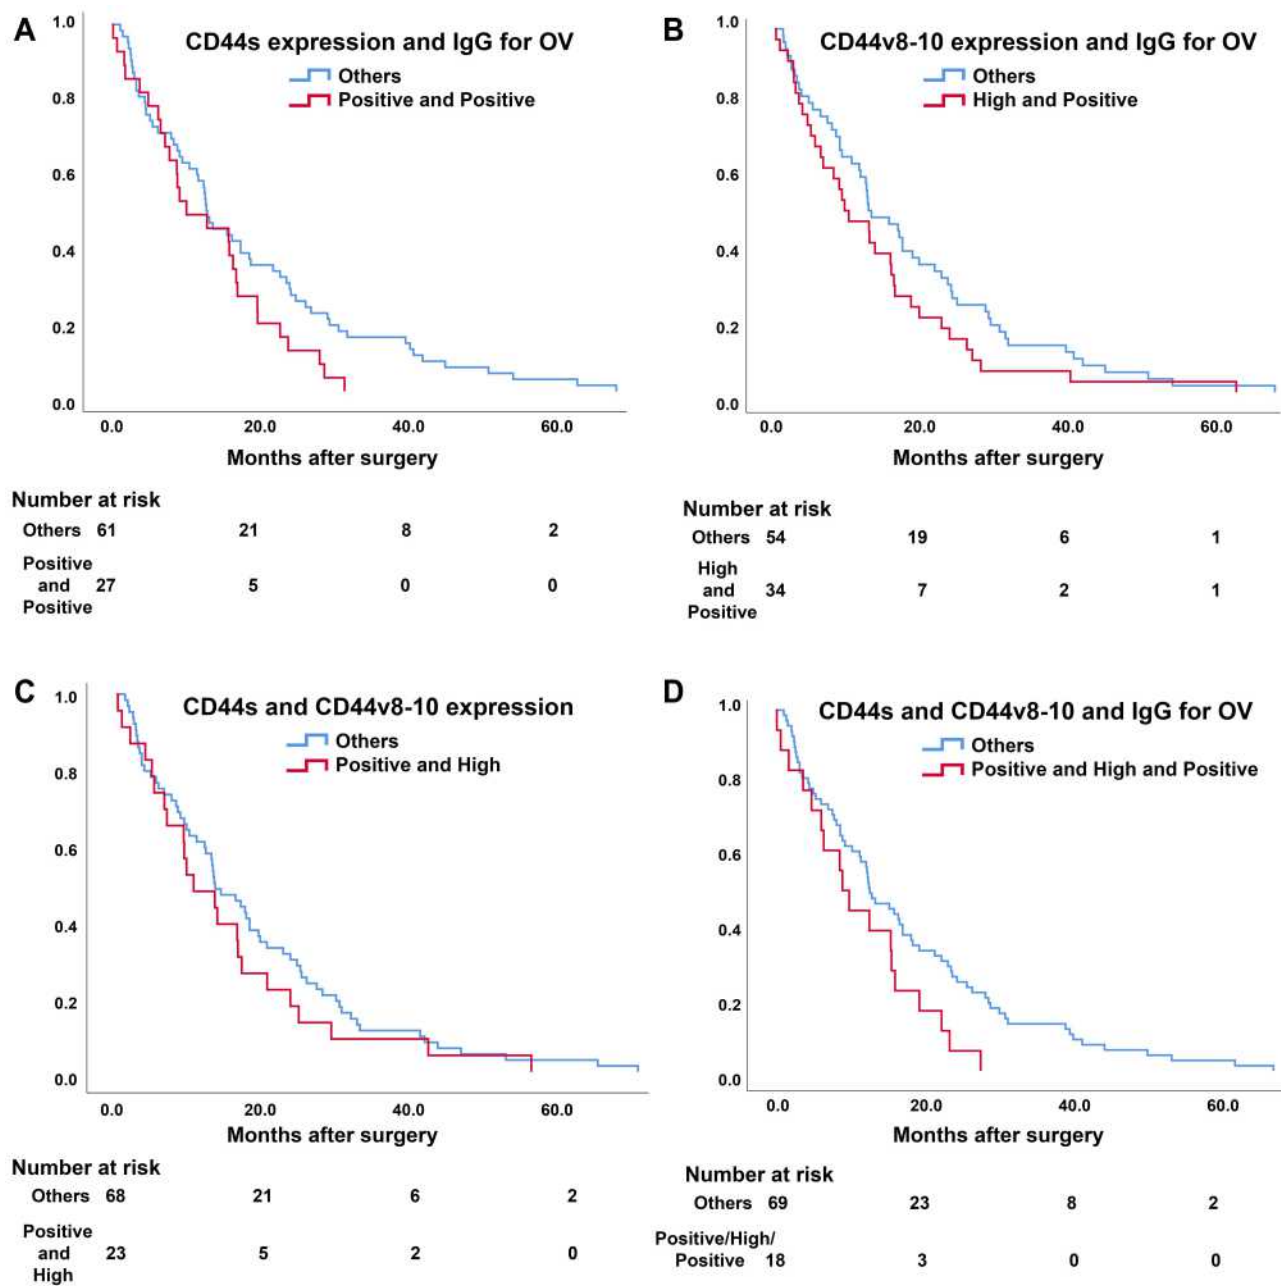 A
CD44s expression and IgG for OV
Others
Positive and Positive
1.0
0.8
0.6
0.4
0.2
0.0
0.0 20.0 40.0 60.0
Months after surgery
Number at risk
Others 61 21 8 2
Positive
and 27 5 0 0
Positive
B
CD44v8-10 expression and IgG for OV
Others
High and Positive
1.0
0.8
0.6
0.4
0.2
0.0
0.0 20.0 40.0 60.0
Months after surgery
Number at risk
Others 54 19 6 1
High
and 34 7 2 1
Positive
C
CD44s and CD44v8-10 expression
Others
Positive and High
1.0
0.8
0.6
0.4
0.2
0.0
0.0 20.0 40.0 60.0
Months after surgery
Number at risk
Others 68 21 6 2
Positive
and 23 5 2 0
High
D
CD44s and CD44v8-10 and IgG for OV
Others
Positive and High and Positive
1.0
0.8
0.6
0.4
0.2
0.0
0.0 20.0 40.0 60.0
Months after surgery
Number at risk
Others 69 23 8 2
Positive/High/
Positive 18 3 0 0